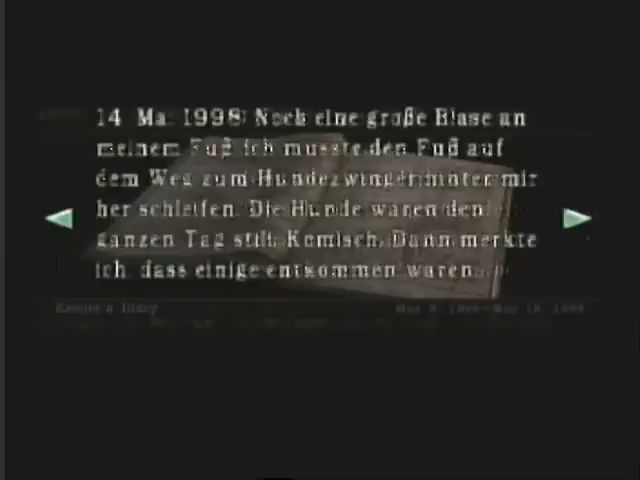 14. Mai 1998: Noch eine große Blase an
meinem Fuß. Ich musste den Fuß auf
dem Weg zum Hundezwinger hinter mir
her schleifen. Die Hunde waren den
ganzen Tag still. Komisch. Dann merkte
ich, dass einige entkommen waren.
Keeper's Diary